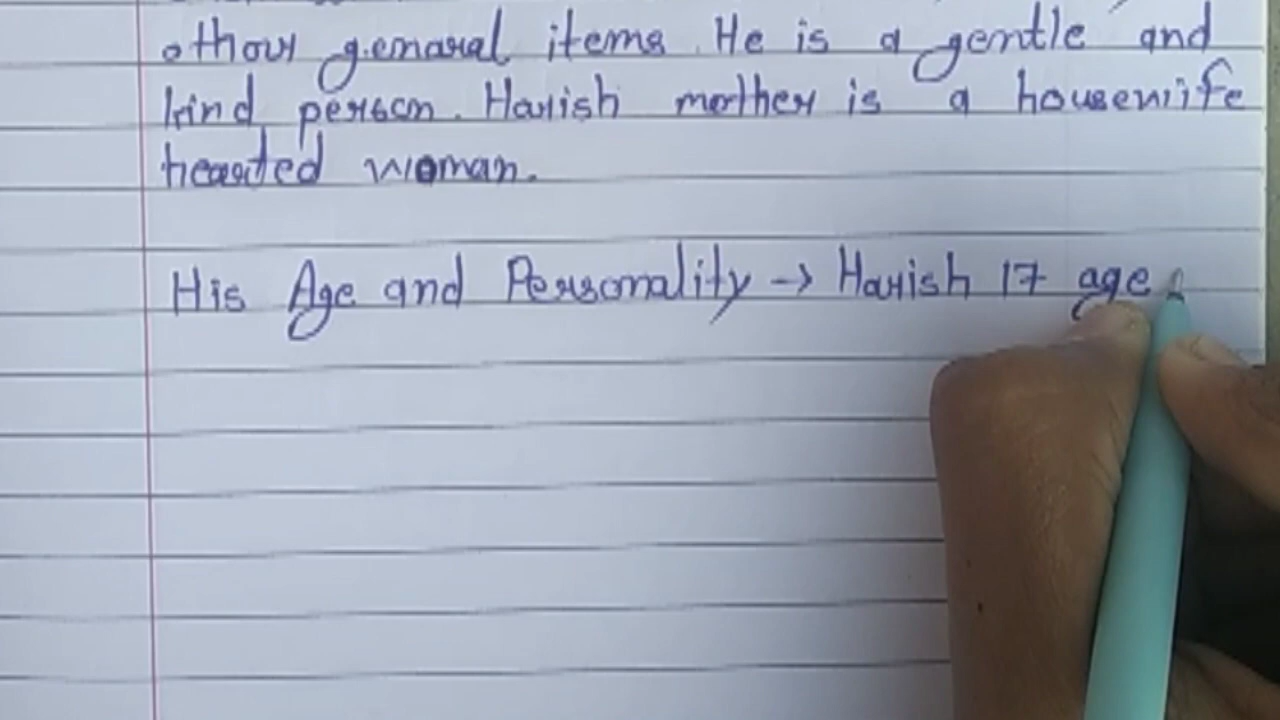 othour genaral items. He is a gentle and
kind person. Harish mother is a housewife
hearted woman.
His Age and Personality → Harish 17 age